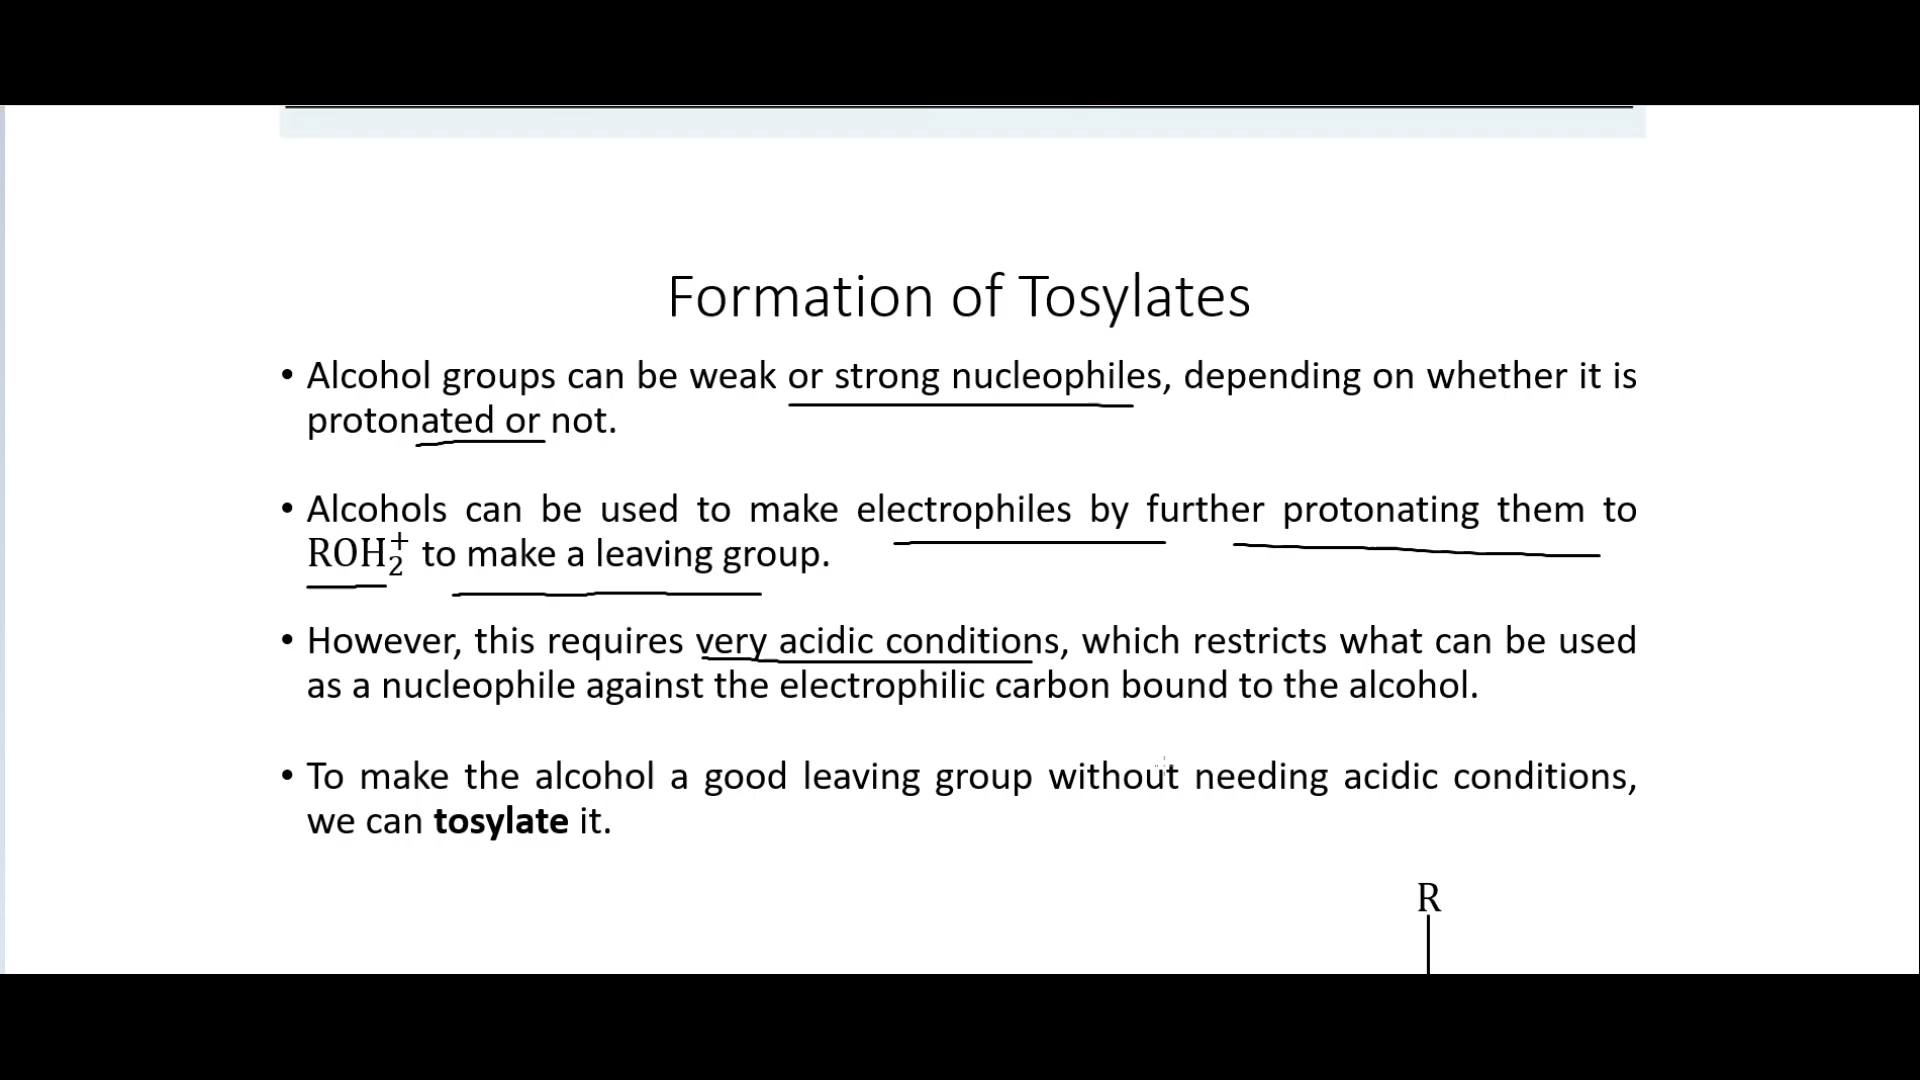 Formation of Tosylates
• Alcohol groups can be weak or strong nucleophiles, depending on whether it is
protonated or not.
• Alcohols can be used to make electrophiles by further protonating them to
ROH₂⁺ to make a leaving group.
• However, this requires very acidic conditions, which restricts what can be used
as a nucleophile against the electrophilic carbon bound to the alcohol.
• To make the alcohol a good leaving group without needing acidic conditions,
we can tosylate it.
R